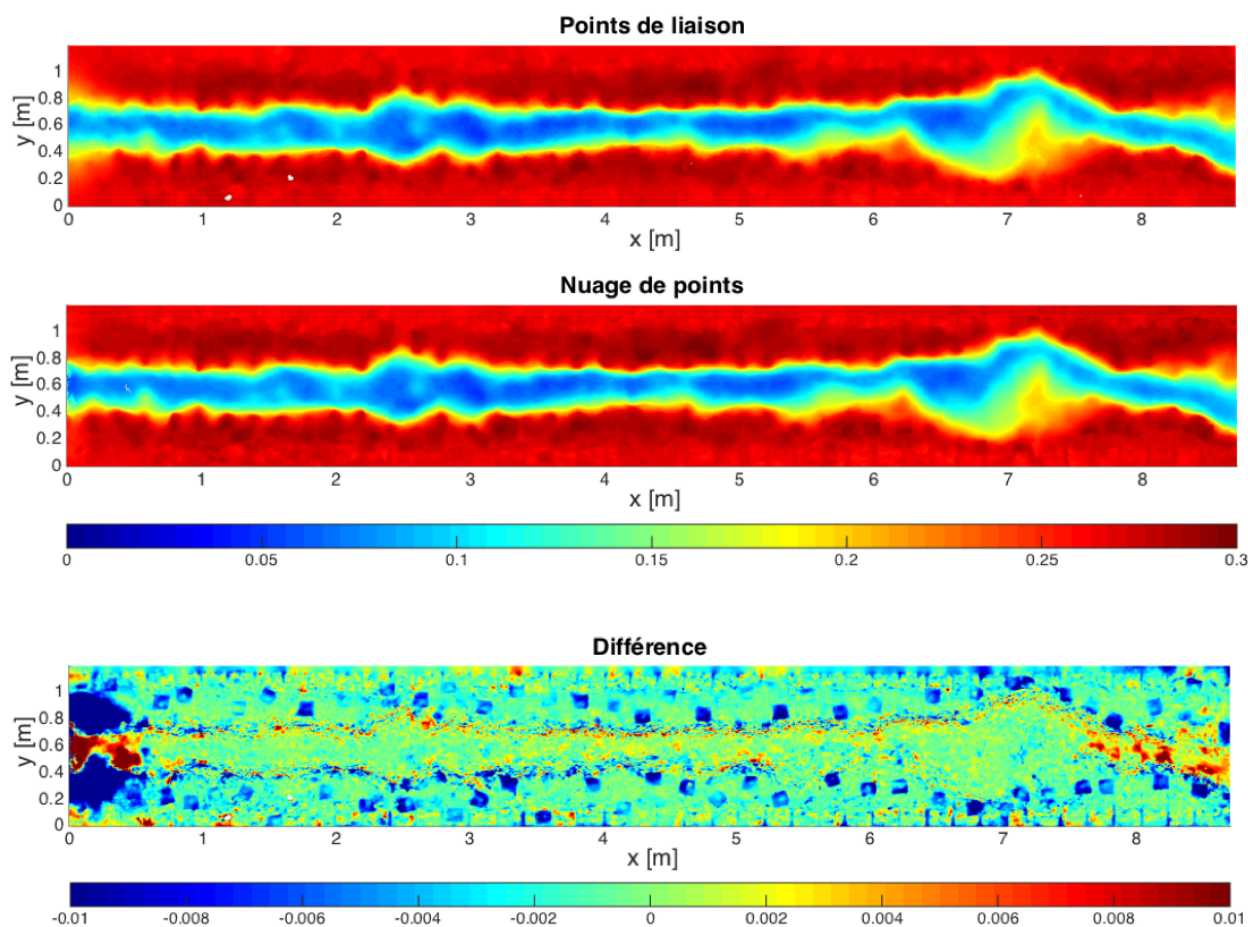 Points de liaison
y [m]
1
0.8
0.6
0.4
0.2
0
0 1 2 3 4 5 6 7 8
x [m]
Nuage de points
y [m]
1
0.8
0.6
0.4
0.2
0
0 1 2 3 4 5 6 7 8
x [m]
0 0.05 0.1 0.15 0.2 0.25 0.3
Différence
y [m]
1
0.8
0.6
0.4
0.2
0
0 1 2 3 4 5 6 7 8
x [m]
-0.01 -0.008 -0.006 -0.004 -0.002 0 0.002 0.004 0.006 0.008 0.01